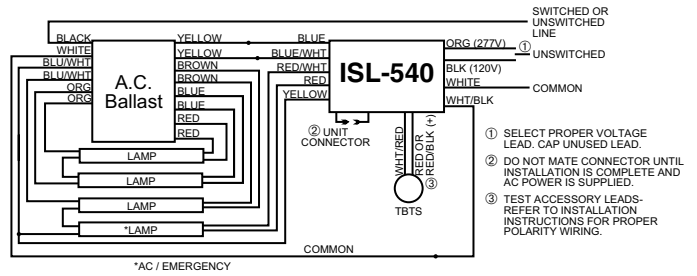 SWITCHED OR
UNSWITCHED
LINE
BLACK
WHITE
BLU/WHT
BLU/WHT
ORG
ORG
A.C.
Ballast
YELLOW
YELLOW
BROWN
BROWN
BLUE
BLUE
RED
RED
BLUE
BLUE/WHT
RED/WHT
RED
YELLOW
ISL-540
ORG (277V)
①
UNSWITCHED
BLK (120V)
WHITE
COMMON
WHT/BLK
② UNIT
CONNECTOR
WHT/RED
RED OR
RED/BLK (+)
③
TBTS
LAMP
LAMP
LAMP
*LAMP
COMMON
*AC / EMERGENCY
① SELECT PROPER VOLTAGE
LEAD. CAP UNUSED LEAD.
② DO NOT MATE CONNECTOR UNTIL
INSTALLATION IS COMPLETE AND
AC POWER IS SUPPLIED.
③ TEST ACCESSORY LEADS-
REFER TO INSTALLATION
INSTRUCTIONS FOR PROPER
POLARITY WIRING.